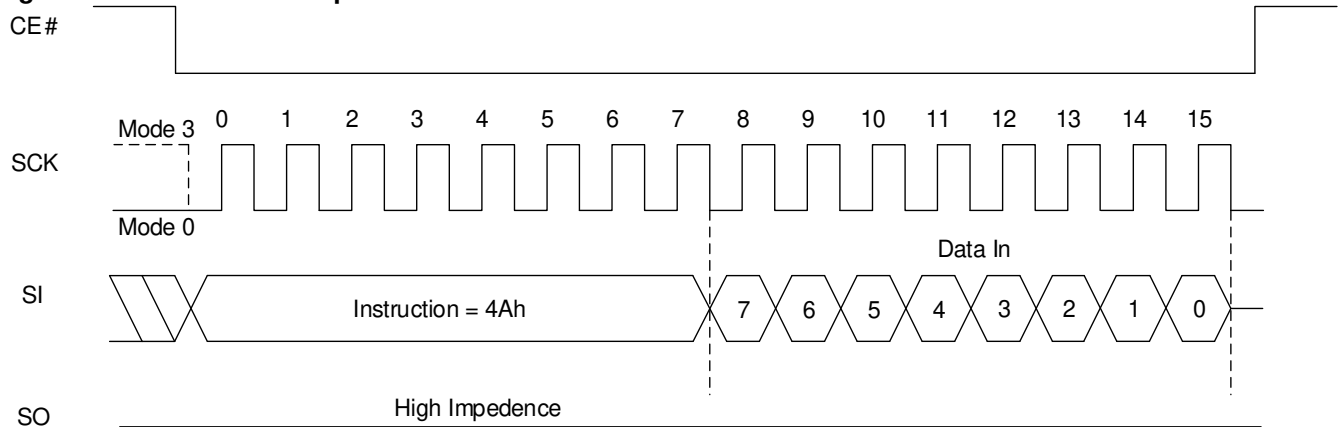 CE#
Mode 3 0 1 2 3 4 5 6 7 8 9 10 11 12 13 14 15
SCK
Mode 0
Data In
SI Instruction = 4Ah 7 6 5 4 3 2 1 0
High Impedence
SO